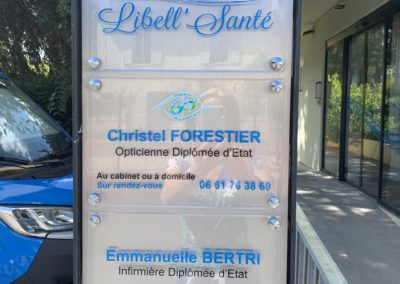 Libell' Santé
Christel FORESTIER
Opticienne Diplômée d'Etat
Au cabinet ou à domicile
Sur rendez-vous 06 61 76 38 69
Emmanuelle BERTRI
Infirmière Diplômée d'Etat